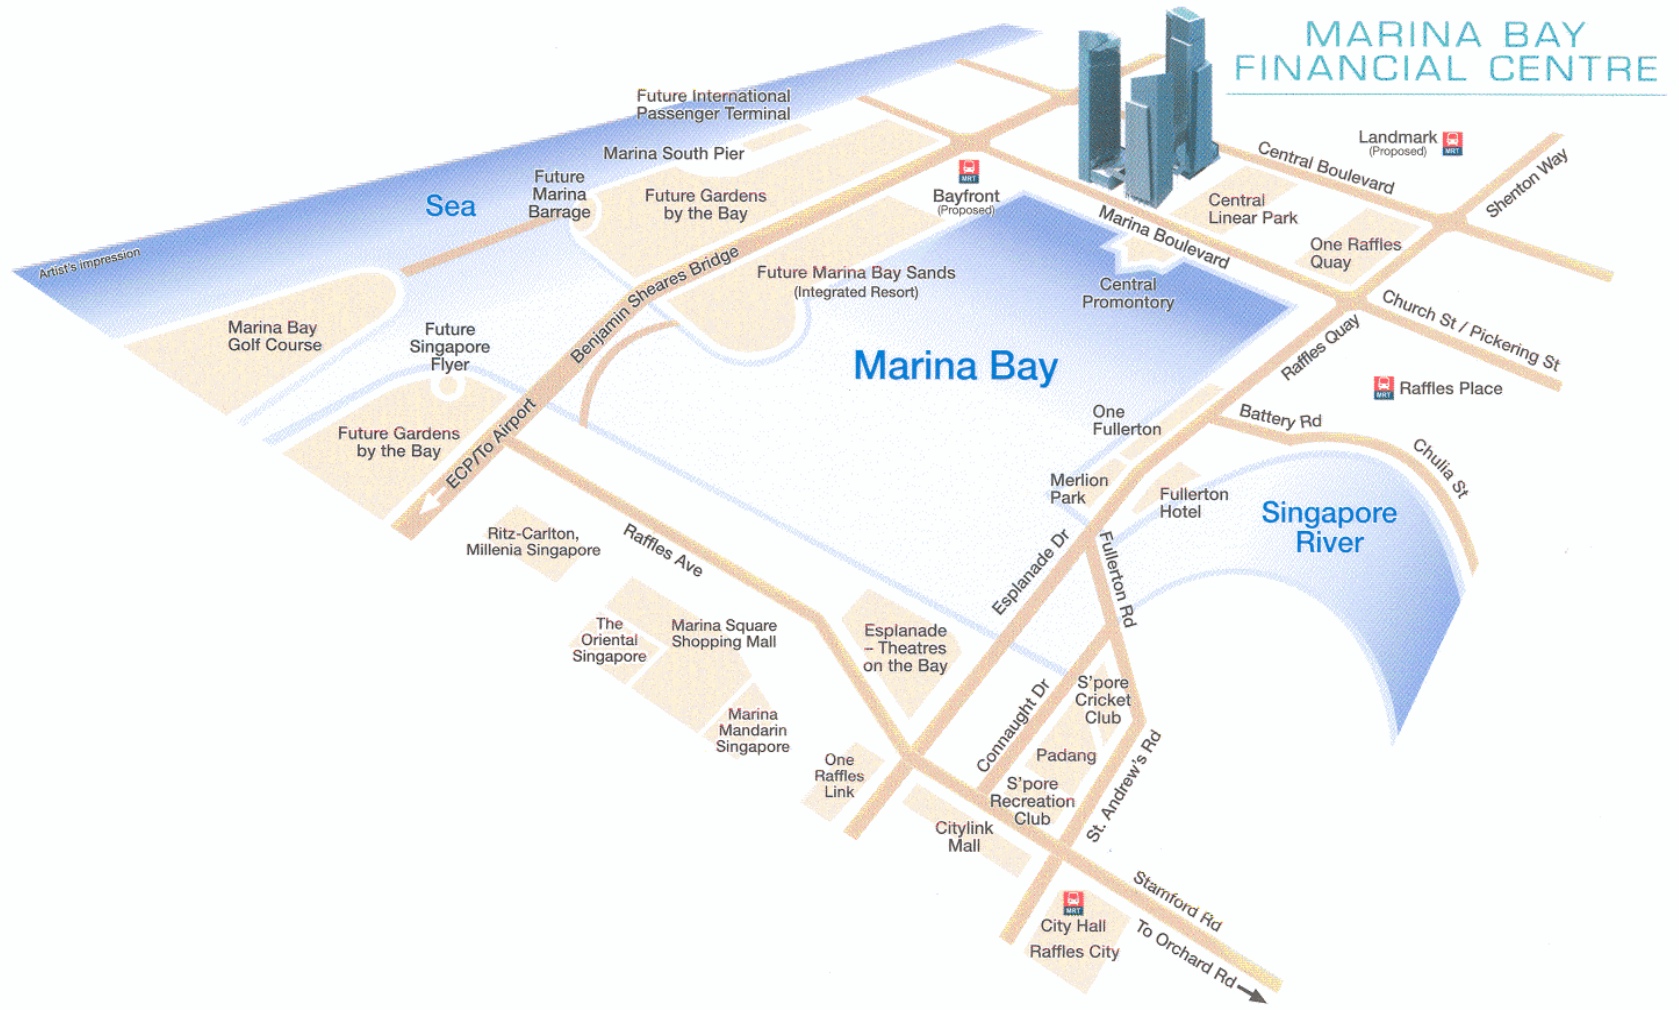 MARINA BAY
FINANCIAL CENTRE
Future International
Passenger Terminal
Marina South Pier
Future
Marina
Barrage
Sea
Artist's impression
Future Gardens
by the Bay
MRT
Bayfront
(Proposed)
Landmark
(Proposed)
MRT
Central Boulevard
Shenton Way
Central
Linear Park
Marina Boulevard
One Raffles
Quay
Central
Promontory
Church St / Pickering St
Benjamin Sheares Bridge
Future Marina Bay Sands
(Integrated Resort)
Marina Bay
Golf Course
Future
Singapore
Flyer
Marina Bay
Raffles Quay
MRT
Raffles Place
One
Fullerton
Battery Rd
Chulia St
Future Gardens
by the Bay
ECP/To Airport
Merlion
Park
Fullerton
Hotel
Singapore
River
Ritz-Carlton,
Millenia Singapore
Raffles Ave
Esplanade Dr
Fullerton Rd
The
Oriental
Singapore
Marina Square
Shopping Mall
Esplanade
– Theatres
on the Bay
Marina
Mandarin
Singapore
Connaught Dr
S'pore
Cricket
Club
Padang
S'pore
Recreation
Club
St. Andrew's Rd
One
Raffles
Link
Citylink
Mall
Stamford Rd
To Orchard Rd
MRT
City Hall
Raffles City